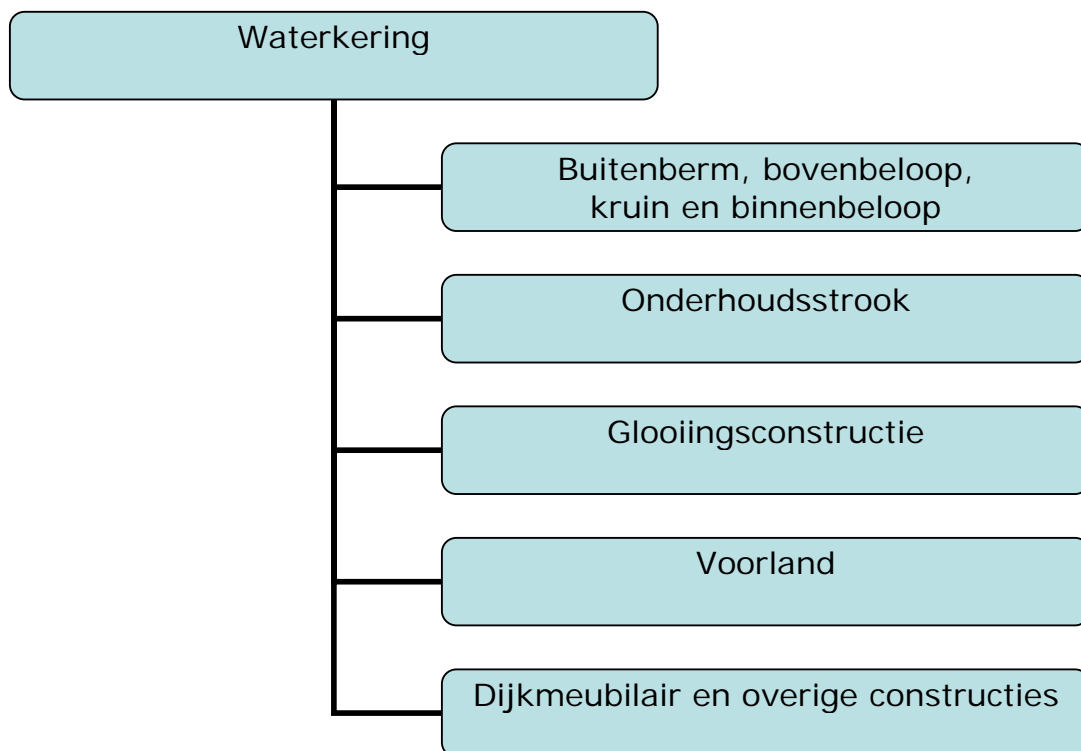 Waterkering
Buitenberm, bovenbeloop,
kruin en binnenbeloop
Onderhoudsstrook
Glooiingsconstructie
Voorland
Dijkmeubilair en overige constructies